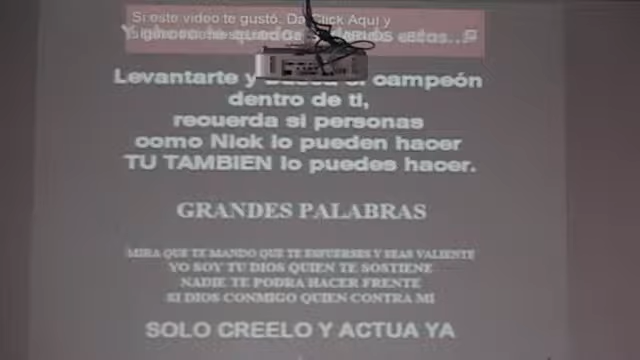 Si este video te gustó. Da Click Aquí y
Y ahora te
Levantarte y campeón
dentro de ti,
recuerda si personas
como Nick lo pueden hacer
TU TAMBIEN lo puedes hacer.
GRANDES PALABRAS
MIRA QUE TE MANDO QUE TE ESFUERSES Y SEAS VALIENTE
YO SOY TU DIOS QUIEN TE SOSTIENE
NADIE TE PODRA HACER FRENTE
SI DIOS CONMIGO QUIEN CONTRA MI
SOLO CREELO Y ACTUA YA